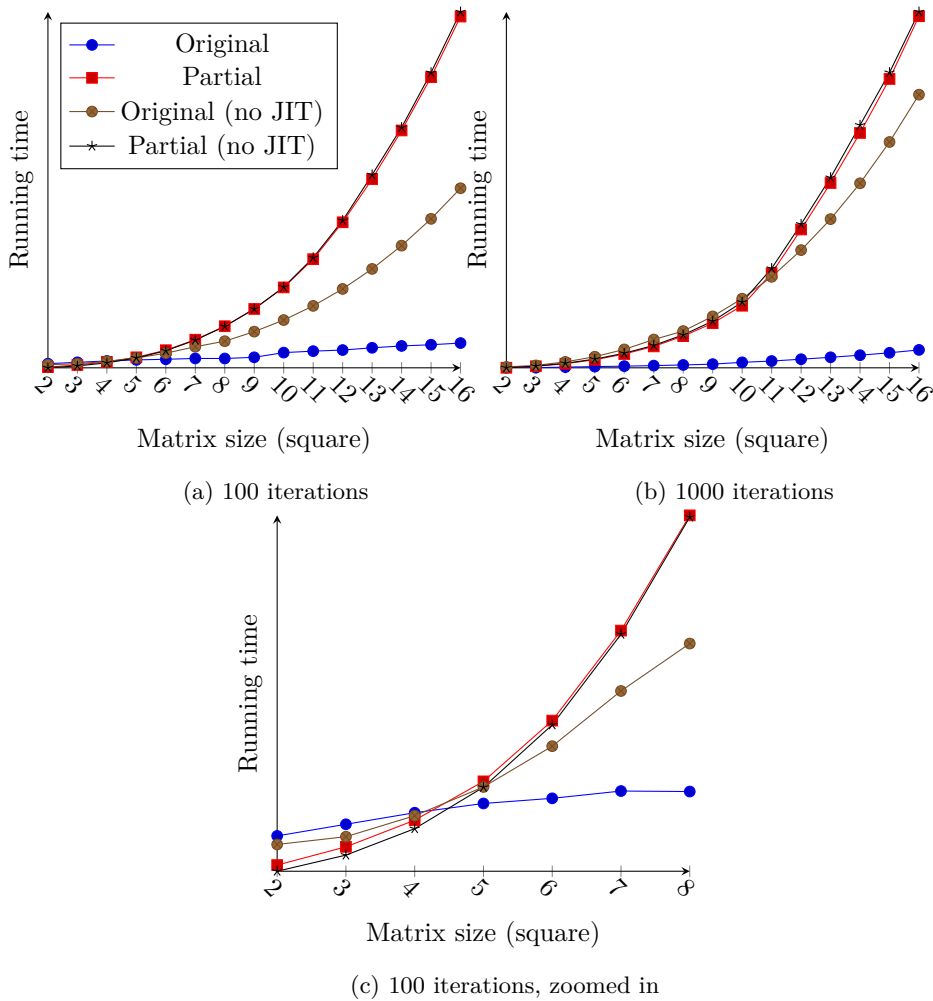 Original
Partial
Original (no JIT)
Partial (no JIT)
Running time
2 3 4 5 6 7 8 9 10 11 12 13 14 15 16
Matrix size (square)
(a) 100 iterations
Running time
2 3 4 5 6 7 8 9 10 11 12 13 14 15 16
Matrix size (square)
(b) 1000 iterations
Running time
2 3 4 5 6 7 8
Matrix size (square)
(c) 100 iterations, zoomed in